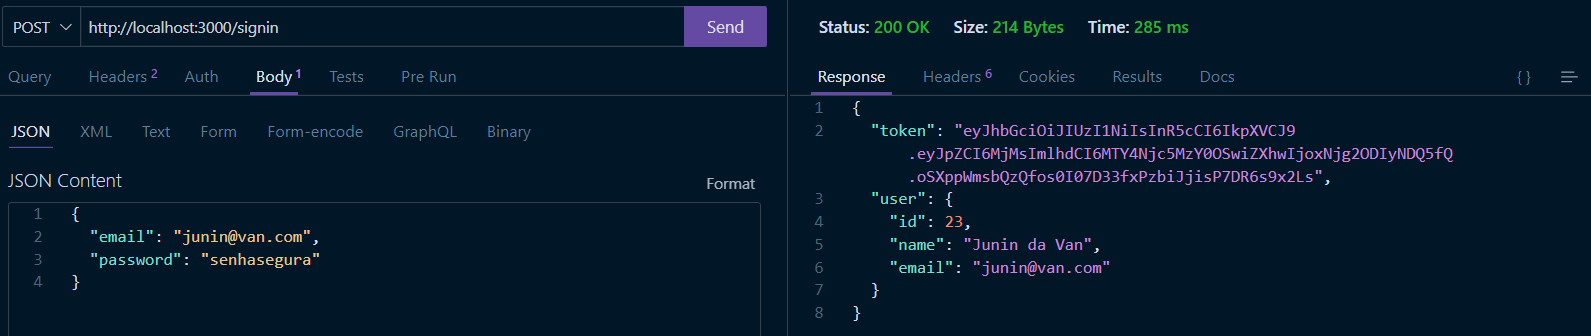 POST http://localhost:3000/signin Send
Query Headers 2 Auth Body 1 Tests Pre Run
JSON XML Text Form Form-encode GraphQL Binary
JSON Content Format
1 {
2 "email": "junin@van.com",
3 "password": "senhasegura"
4 }
Status: 200 OK Size: 214 Bytes Time: 285 ms
Response Headers 6 Cookies Results Docs { }
1 {
2 "token": "eyJhbGciOiJIUzI1NiIsInR5cCI6IkpXVCJ9
.eyJpZCI6MjMsImlhdCI6MTY4Njc5MzY0OSwiZXhwIjoxNjg2ODIyNDQ5fQ
.oSXppWmsbQzQfos0I07D33fxPzbiJjisP7DR6s9x2Ls",
3 "user": {
4 "id": 23,
5 "name": "Junin da Van",
6 "email": "junin@van.com"
7 }
8 }